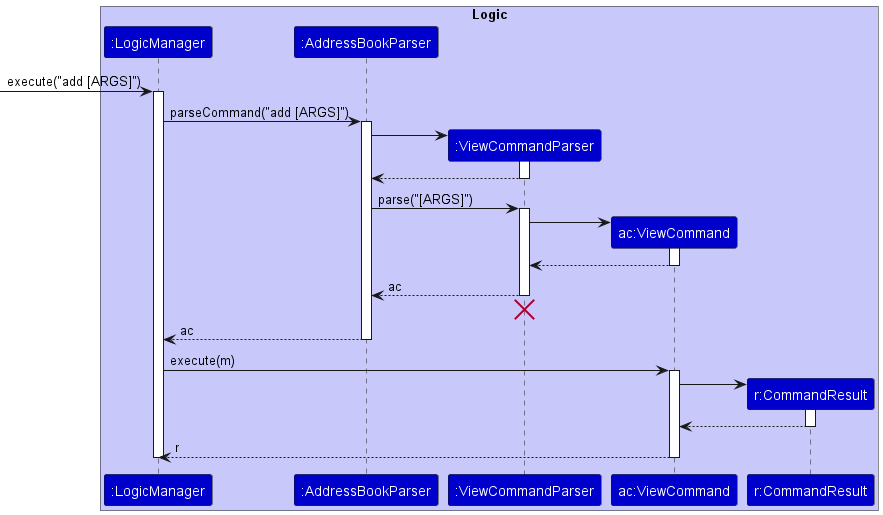 Logic
:LogicManager
:AddressBookParser
execute("add [ARGS]")
parseCommand("add [ARGS]")
:ViewCommandParser
parse("[ARGS]")
ac:ViewCommand
ac
ac
execute(m)
r:CommandResult
r
:LogicManager
:AddressBookParser
:ViewCommandParser
ac:ViewCommand
r:CommandResult